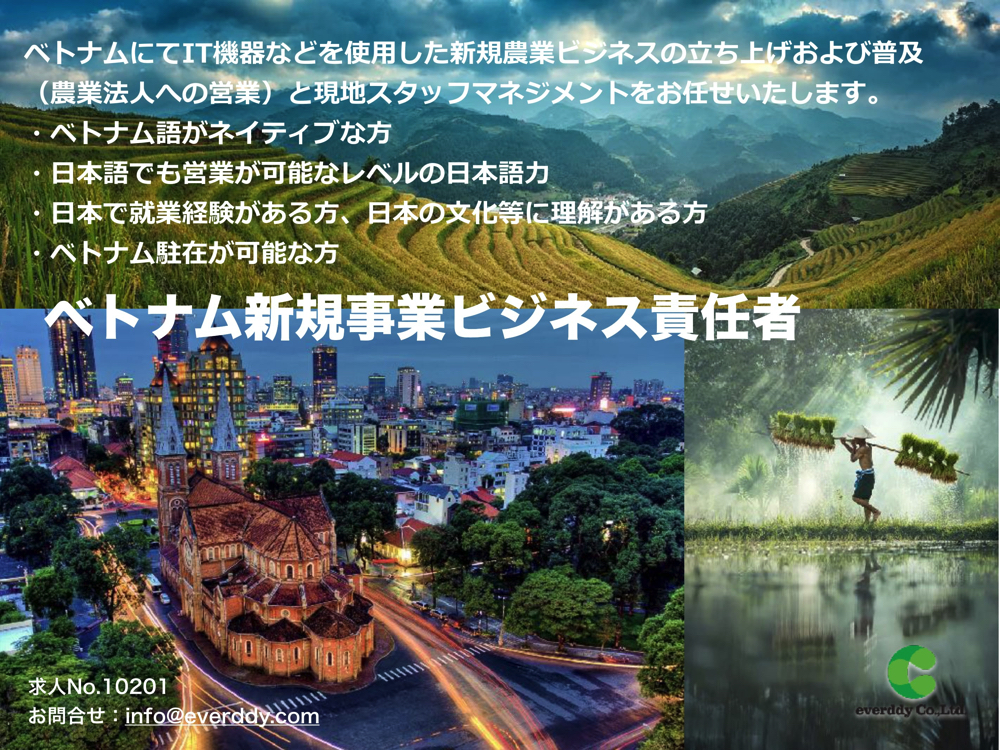 ベトナムにてIT機器などを使用した新規農業ビジネスの立ち上げおよび普及
（農業法人への営業）と現地スタッフマネジメントをお任せいたします。
・ベトナム語がネイティブな方
・日本語でも営業が可能なレベルの日本語力
・日本で就業経験がある方、日本の文化等に理解がある方
・ベトナム駐在が可能な方
ベトナム新規事業ビジネス責任者
求人No.10201
お問合せ：info@everddy.com
everddy Co.,Ltd